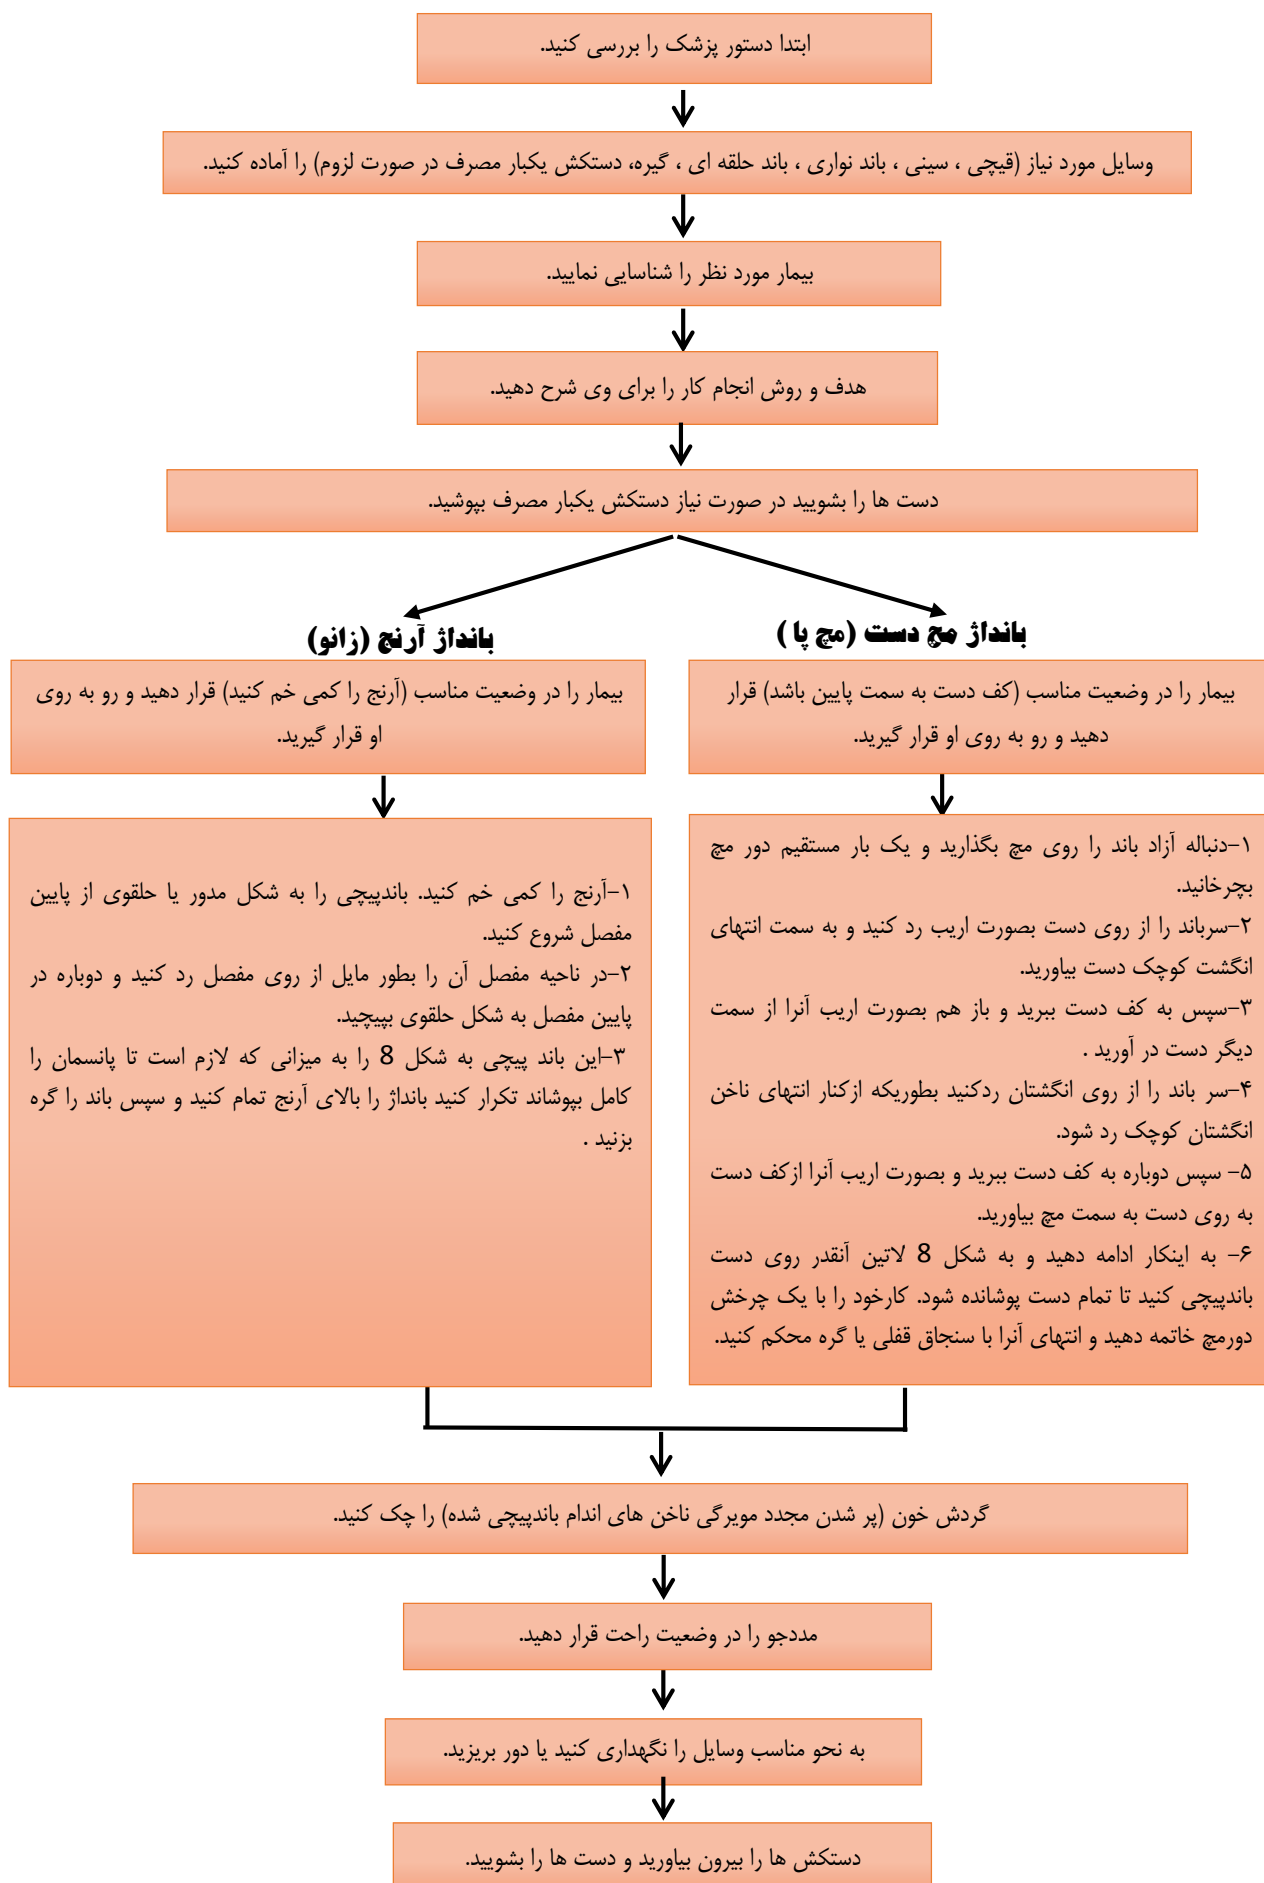 ابتدا دستور پزشک را بررسی کنید.
وسایل مورد نیاز (قیچی ، سینی ، باند نواری ، باند حلقه ای ، گیره، دستکش یکبار مصرف در صورت لزوم) را آماده کنید.
بیمار مورد نظر را شناسایی نمایید.
هدف و روش انجام کار را برای وی شرح دهید.
دست ها را بشویید در صورت نیاز دستکش یکبار مصرف بپوشید.
بانداژ مچ دست (مچ پا )
بیمار را در وضعیت مناسب (کف دست به سمت پایین باشد) قرار
دهید و رو به روی او قرار گیرید.
۱-دنباله آزاد باند را روی مچ بگذارید و یک بار مستقیم دور مچ
بچرخانید.
۲-سرباند را از روی دست بصورت اریب رد کنید و به سمت انتهای
انگشت کوچک دست بیاورید.
۳-سپس به کف دست ببرید و باز هم بصورت اریب آنرا از سمت
دیگر دست در آورید .
۴-سر باند را از روی انگشتان ردکنید بطوریکه ازکنار انتهای ناخن
انگشتان کوچک رد شود.
۵- سپس دوباره به کف دست ببرید و بصورت اریب آنرا ازکف دست
به روی دست به سمت مچ بیاورید.
۶- به اینکار ادامه دهید و به شکل 8 لاتین آنقدر روی دست
باندپیچی کنید تا تمام دست پوشانده شود. کارخود را با یک چرخش
دورمچ خاتمه دهید و انتهای آنرا با سنجاق قفلی یا گره محکم کنید.
بانداژ آرنج (زانو)
بیمار را در وضعیت مناسب (آرنج را کمی خم کنید) قرار دهید و رو به روی
او قرار گیرید.
۱-آرنج را کمی خم کنید. باندپیچی را به شکل مدور یا حلقوی از پایین
مفصل شروع کنید.
۲-در ناحیه مفصل آن را بطور مایل از روی مفصل رد کنید و دوباره در
پایین مفصل به شکل حلقوی بپیچید.
۳-این باند پیچی به شکل 8 را به میزانی که لازم است تا پانسمان را
کامل بپوشاند تکرار کنید بانداژ را بالای آرنج تمام کنید و سپس باند را گره
بزنید .
گردش خون (پر شدن مجدد مویرگی ناخن های اندام باندپیچی شده) را چک کنید.
مددجو را در وضعیت راحت قرار دهید.
به نحو مناسب وسایل را نگهداری کنید یا دور بریزید.
دستکش ها را بیرون بیاورید و دست ها را بشویید.